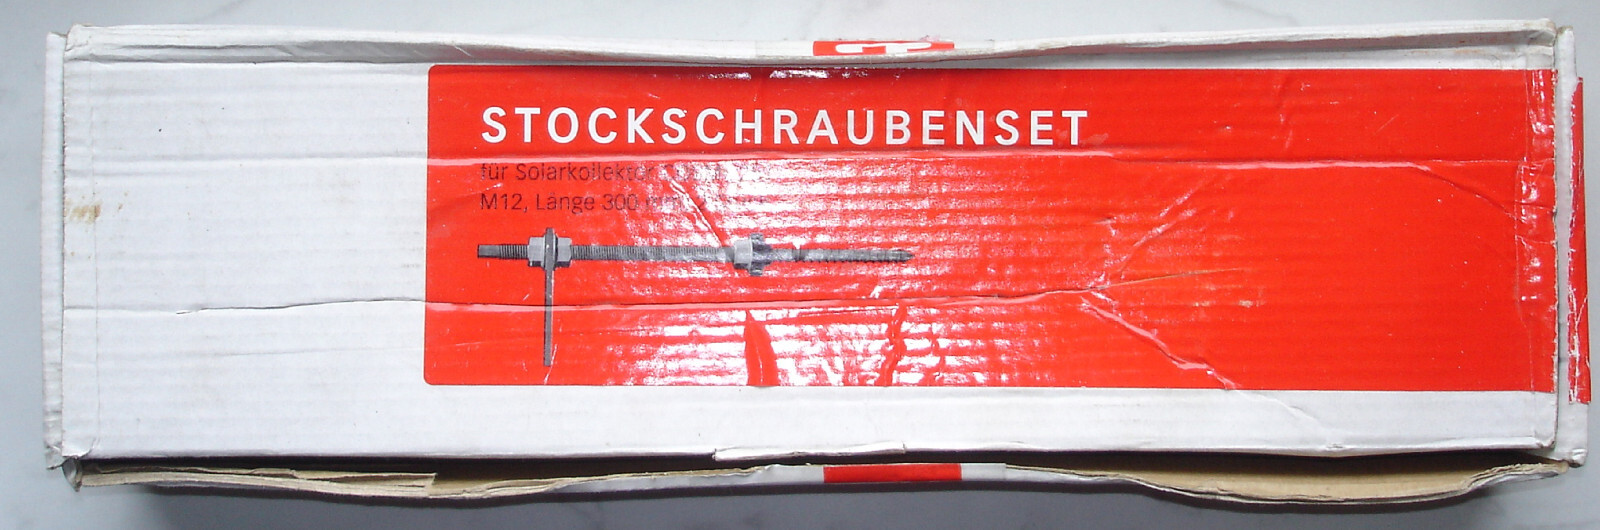 STOCKSCHRAUBENSET
für Solarkollektor
M12, Länge 300